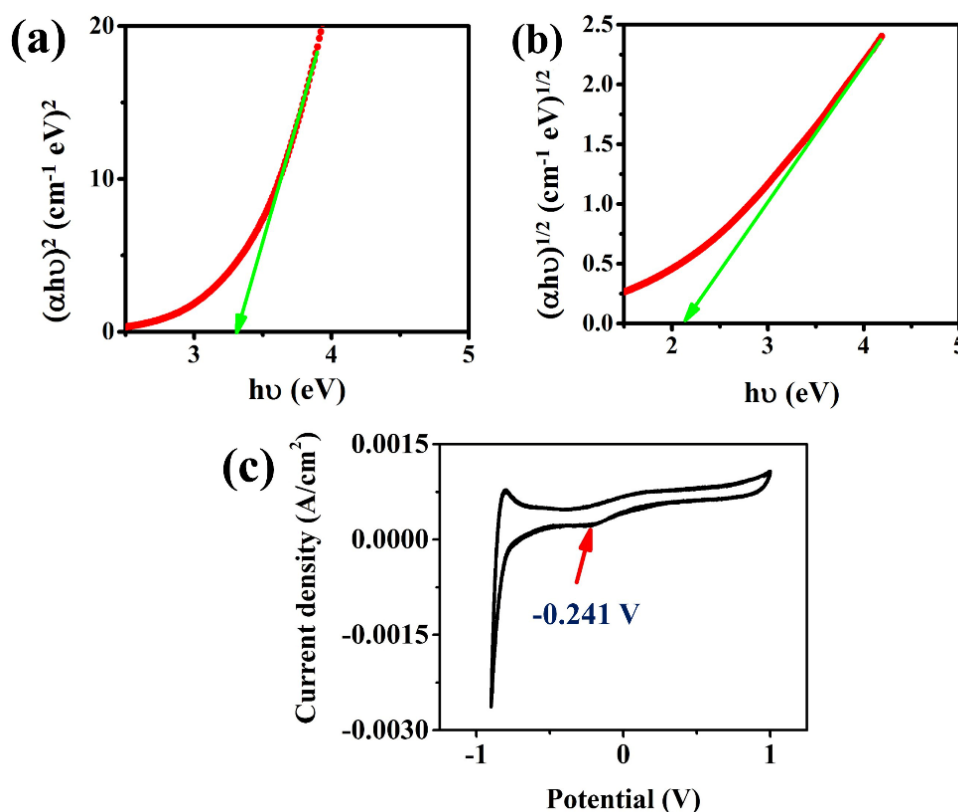 (a)
20
10
0
3
4
5
(αhυ)² (cm⁻¹ eV)²
hυ (eV)
(b)
2.5
2.0
1.5
1.0
0.5
0.0
2
3
4
5
(αhυ)¹/² (cm⁻¹ eV)¹/²
hυ (eV)
(c)
0.0015
0.0000
-0.0015
-0.0030
-1
0
1
Current density (A/cm²)
-0.241 V
Potential (V)